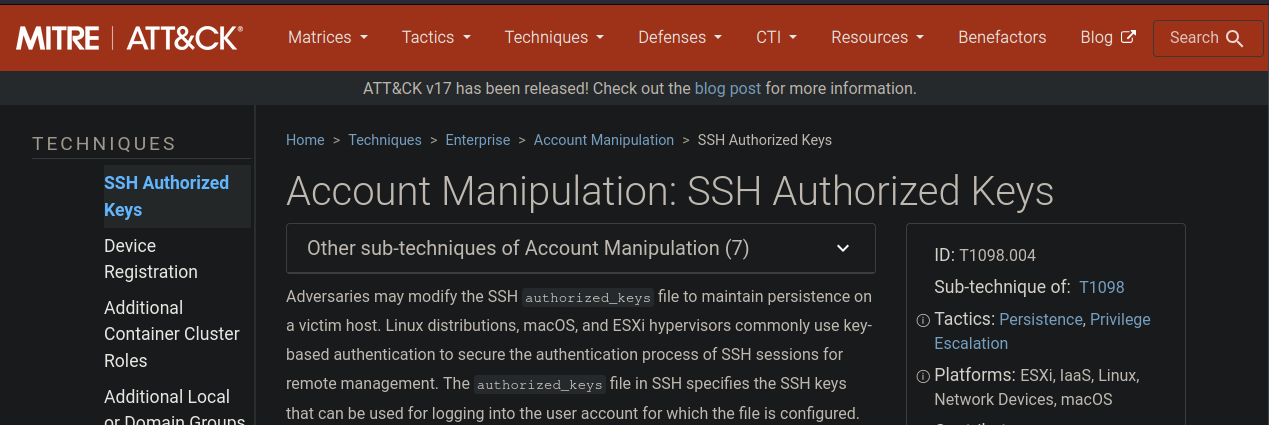 MITRE | ATT&CK®
Matrices
Tactics
Techniques
Defenses
CTI
Resources
Benefactors
Blog
Search
ATT&CK v17 has been released! Check out the blog post for more information.
TECHNIQUES
SSH Authorized
Keys
Device
Registration
Additional
Container Cluster
Roles
Additional Local
or Domain Groups
Home > Techniques > Enterprise > Account Manipulation > SSH Authorized Keys
Account Manipulation: SSH Authorized Keys
Other sub-techniques of Account Manipulation (7)
Adversaries may modify the SSH authorized_keys file to maintain persistence on
a victim host. Linux distributions, macOS, and ESXi hypervisors commonly use key-
based authentication to secure the authentication process of SSH sessions for
remote management. The authorized_keys file in SSH specifies the SSH keys
that can be used for logging into the user account for which the file is configured.
ID: T1098.004
Sub-technique of: T1098
Tactics: Persistence, Privilege
Escalation
Platforms: ESXi, IaaS, Linux,
Network Devices, macOS